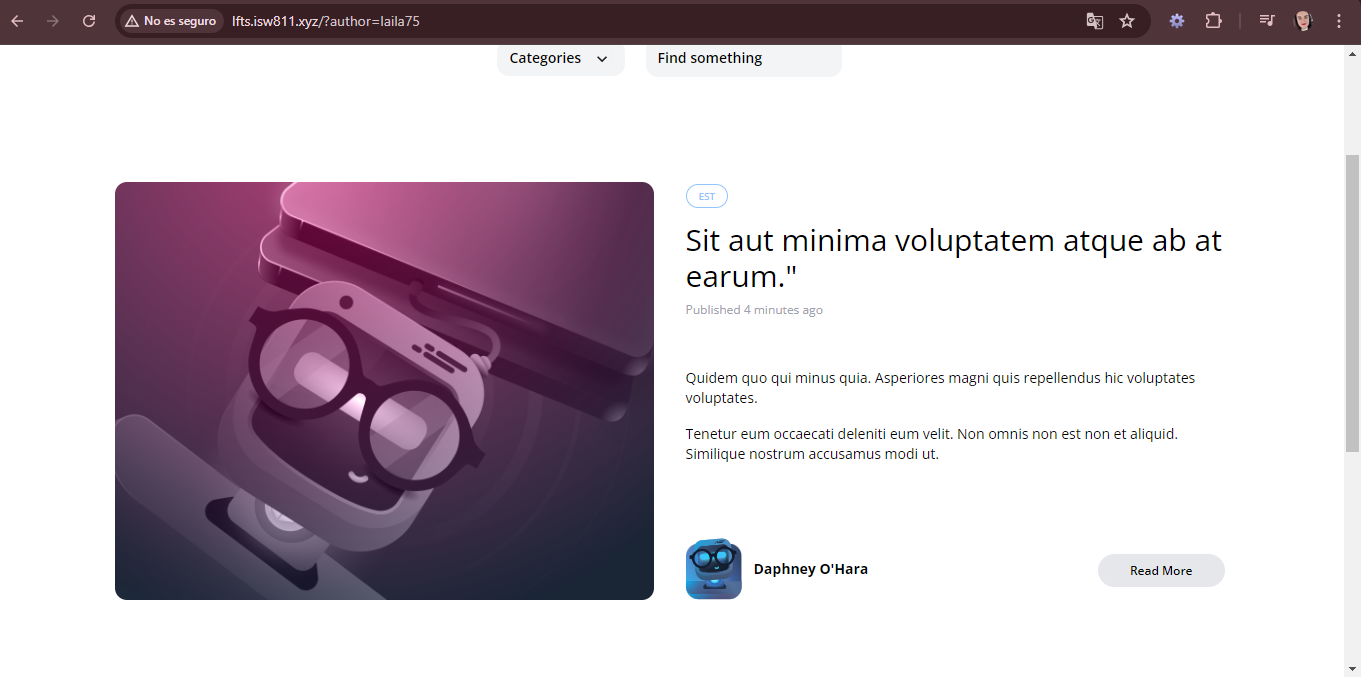 No es seguro
lfts.isw811.xyz/?author=laila75
Categories
Find something
EST
Sit aut minima voluptatem atque ab at
earum."
Published 4 minutes ago
Quidem quo qui minus quia. Asperiores magni quis repellendus hic voluptates
voluptates.
Tenetur eum occaecati deleniti eum velit. Non omnis non est non et aliquid.
Similique nostrum accusamus modi ut.
Daphney O'Hara
Read More